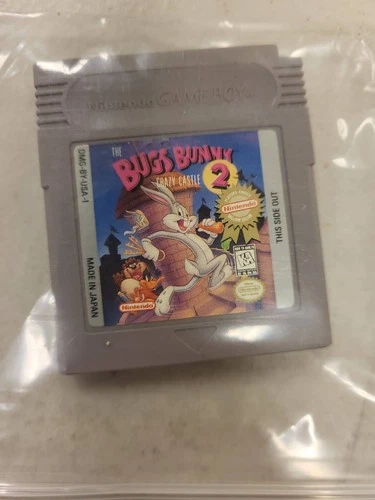 Nintendo GAME BOY
THE
BUGS BUNNY
CRAZY CASTLE 2
DMG-BY-USA-1
MADE IN JAPAN
THIS SIDE OUT
Nintendo
K-A
Nintendo